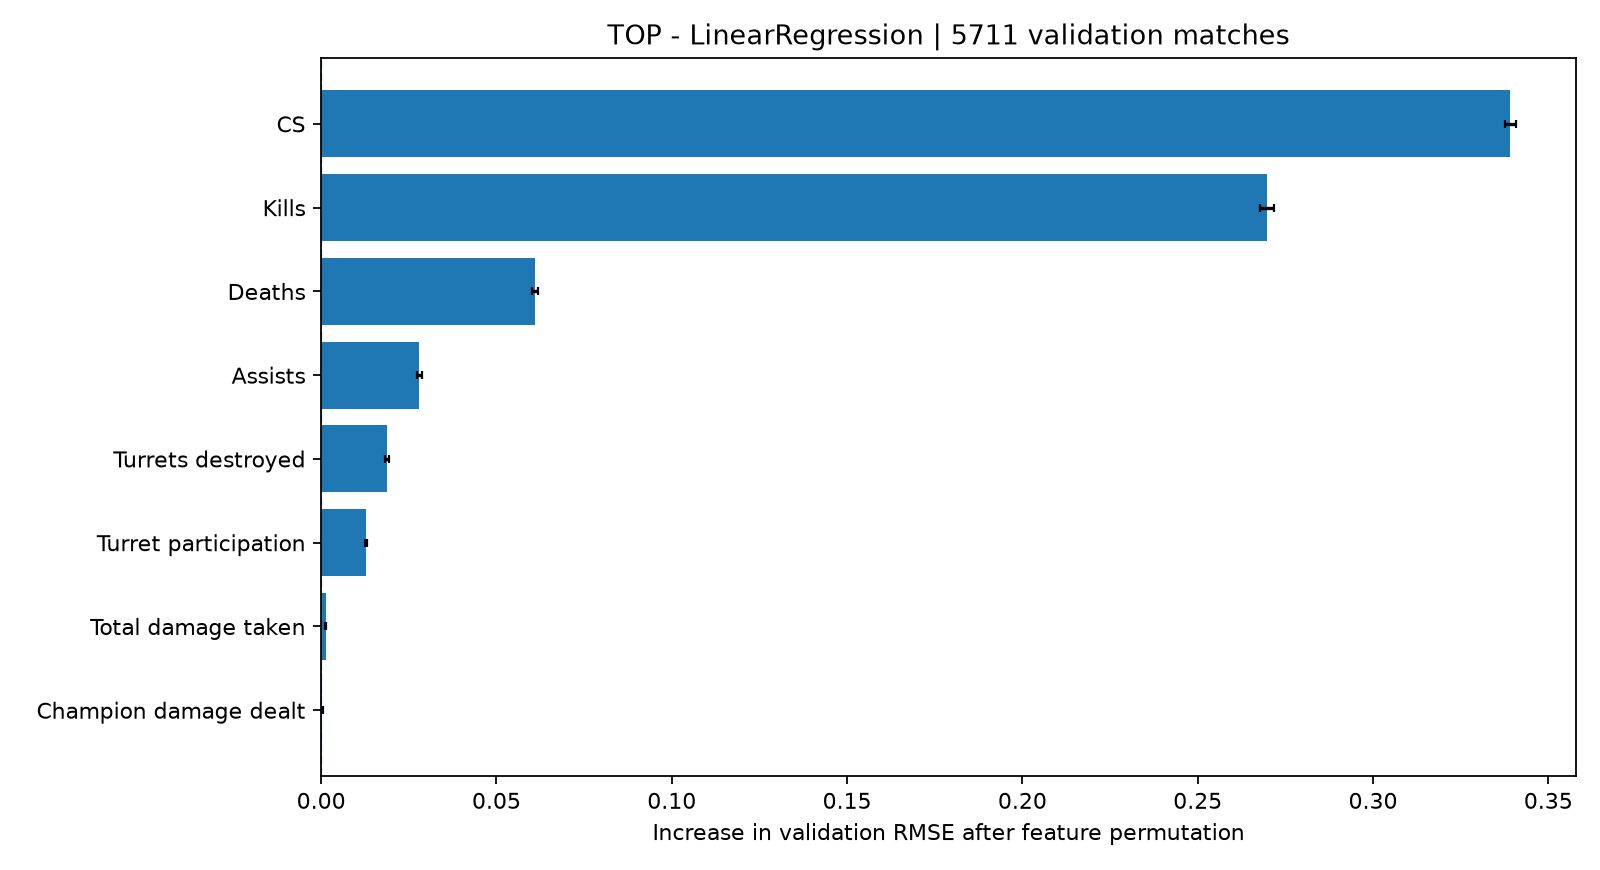 TOP - LinearRegression | 5711 validation matches
CS
Kills
Deaths
Assists
Turrets destroyed
Turret participation
Total damage taken
Champion damage dealt
0.00 0.05 0.10 0.15 0.20 0.25 0.30 0.35
Increase in validation RMSE after feature permutation